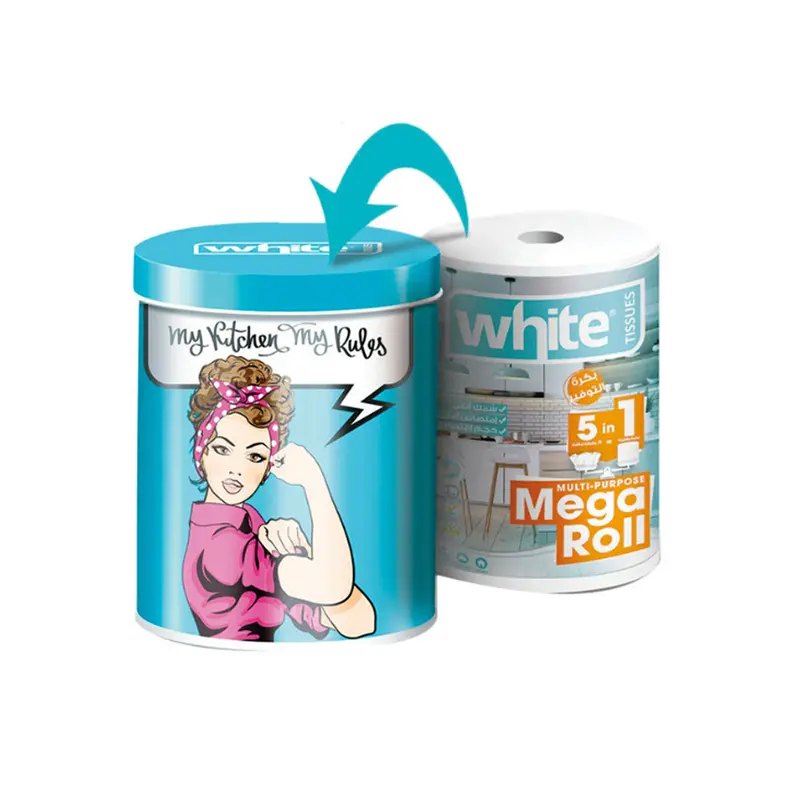 white
My Kitchen, My Rules
white®
TISSUES
بكرة
التوفير
5 in 1
MULTI-PURPOSE
Mega
Roll